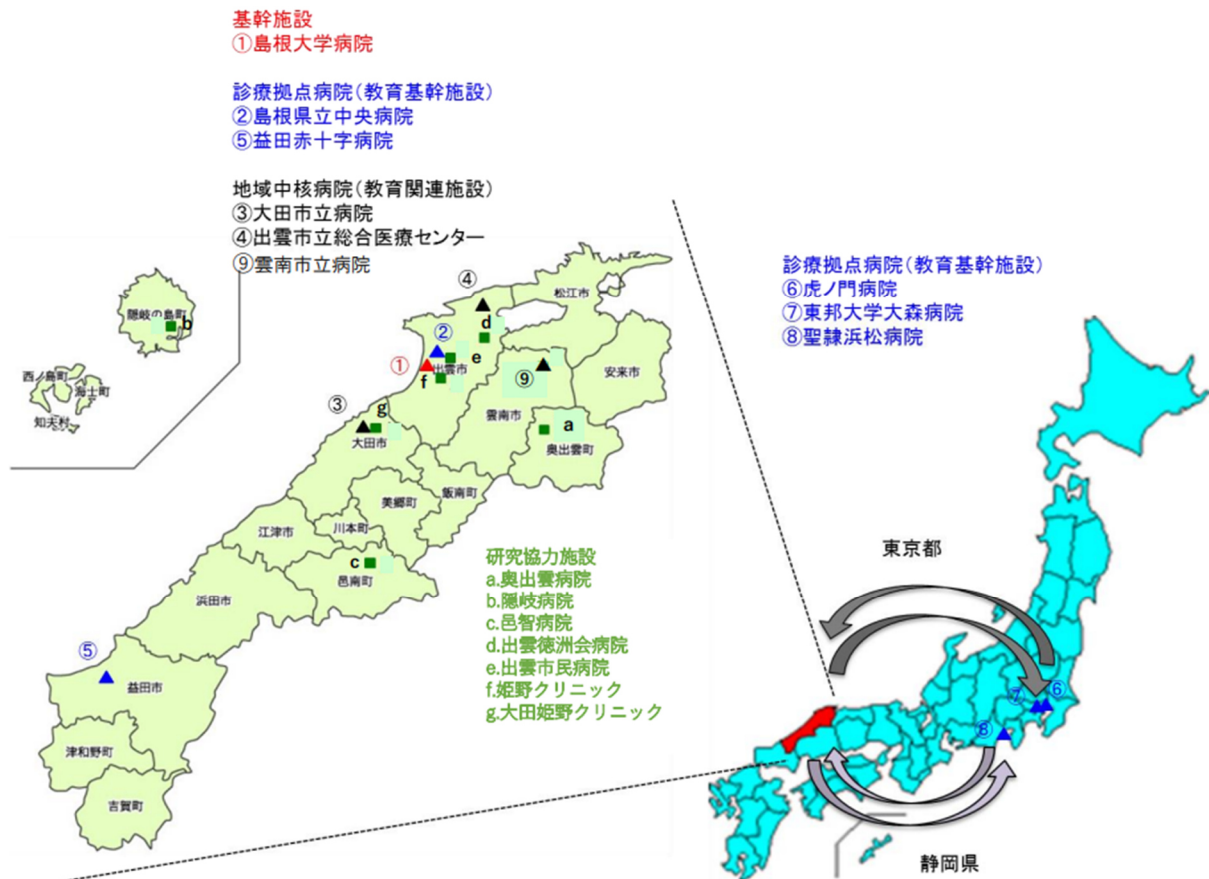 基幹施設
①島根大学病院
診療拠点病院(教育基幹施設)
②島根県立中央病院
⑤益田赤十字病院
地域中核病院(教育関連施設)
③大田市立病院
④出雲市立総合医療センター
⑨雲南市立病院
診療拠点病院(教育基幹施設)
⑥虎ノ門病院
⑦東邦大学大森病院
⑧聖隷浜松病院
隠岐の島町
b
西ノ島町
海士町
知夫村
④
松江市
d
②
e
①
出雲市
f
⑨
安来市
雲南市
③
g
大田市
a
奥出雲町
飯南町
美郷町
川本町
江津市
c
邑南町
浜田市
⑤
益田市
津和野町
吉賀町
研究協力施設
a.奥出雲病院
b.隠岐病院
c.邑智病院
d.出雲徳洲会病院
e.出雲市民病院
f.姫野クリニック
g.大田姫野クリニック
東京都
⑥
⑦
⑧
静岡県